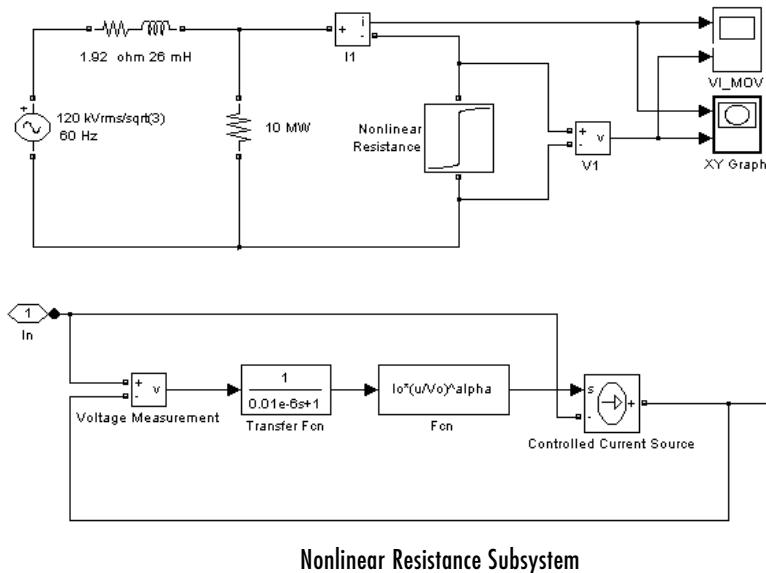 i
+
-
I1
VI_MOV
1.92 ohm 26 mH
+
120 kVrms/sqrt(3)
60 Hz
10 MW
Nonlinear
Resistance
+
-
v
V1
XY Graph
1
In
+
-
v
Voltage Measurement
1
0.01e-6s+1
Transfer Fcn
Io*(u/Vo)^alpha
Fcn
s
-
+
Controlled Current Source
Nonlinear Resistance Subsystem